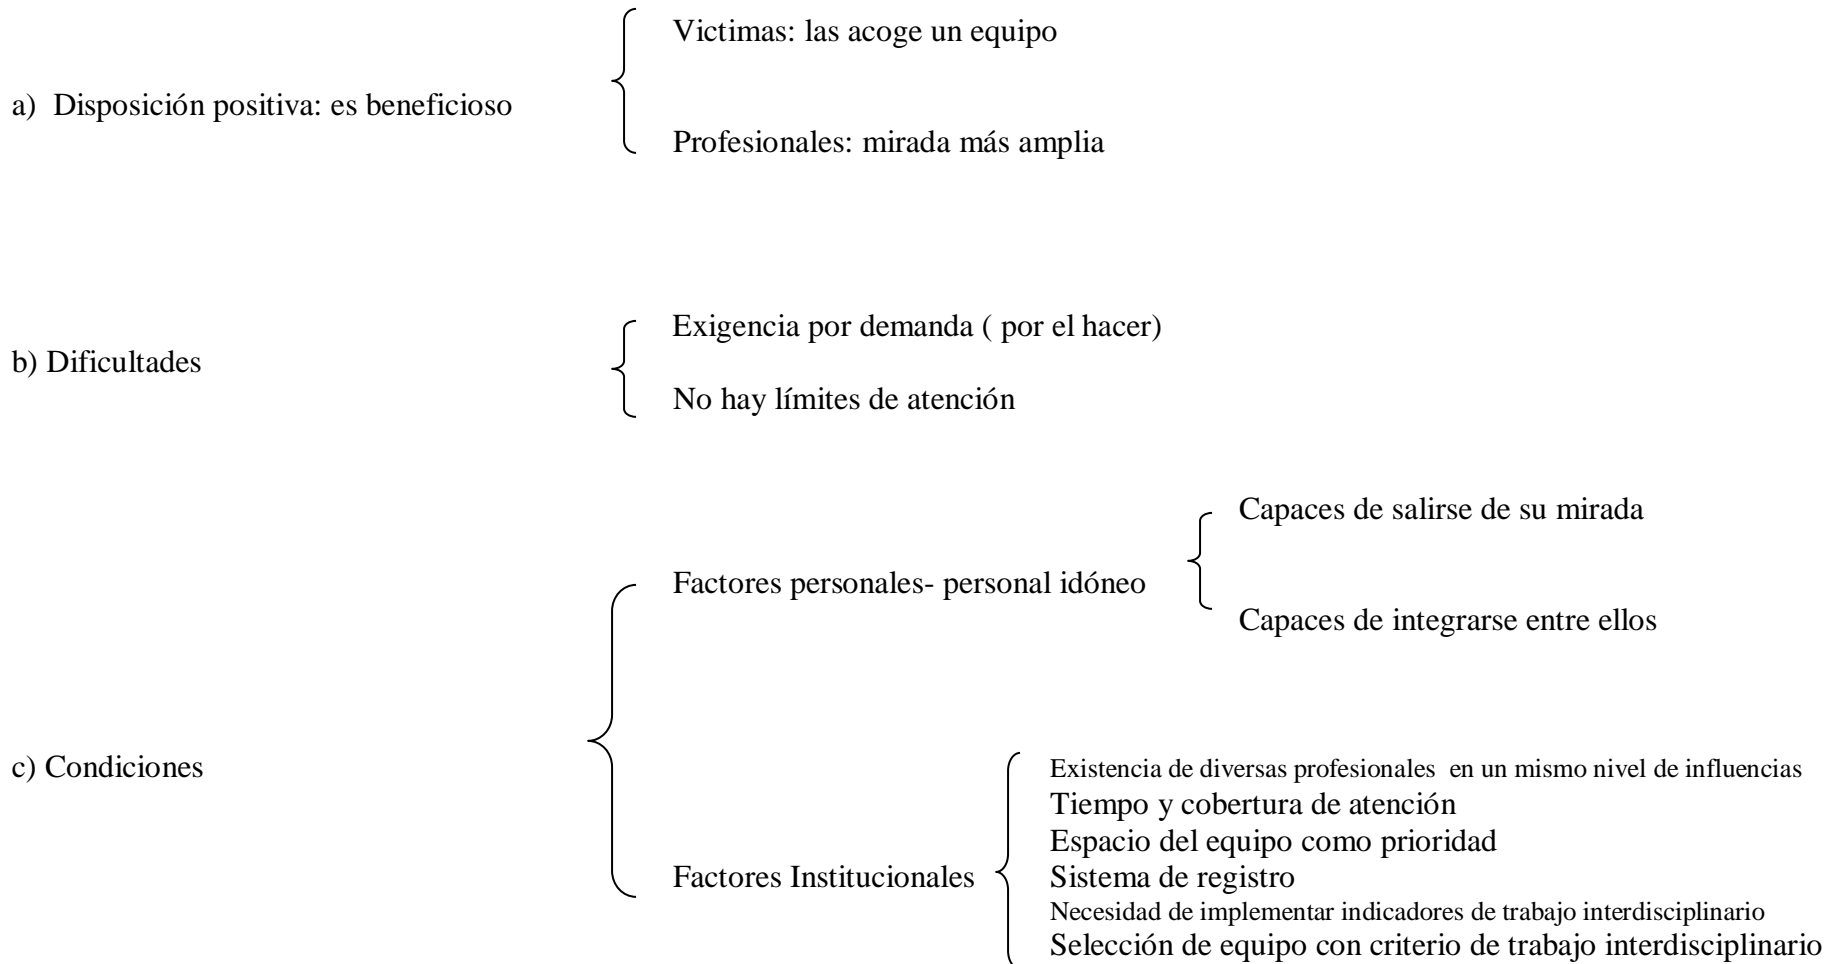 a)  Disposición positiva: es beneficioso
Victimas: las acoge un equipo
Profesionales: mirada más amplia
b) Dificultades
Exigencia por demanda ( por el hacer)
No hay límites de atención
c) Condiciones
Factores personales- personal idóneo
Capaces de salirse de su mirada
Capaces de integrarse entre ellos
Factores Institucionales
Existencia de diversas profesionales  en un mismo nivel de influencias
Tiempo y cobertura de atención
Espacio del equipo como prioridad
Sistema de registro
Necesidad de implementar indicadores de trabajo interdisciplinario
Selección de equipo con criterio de trabajo interdisciplinario